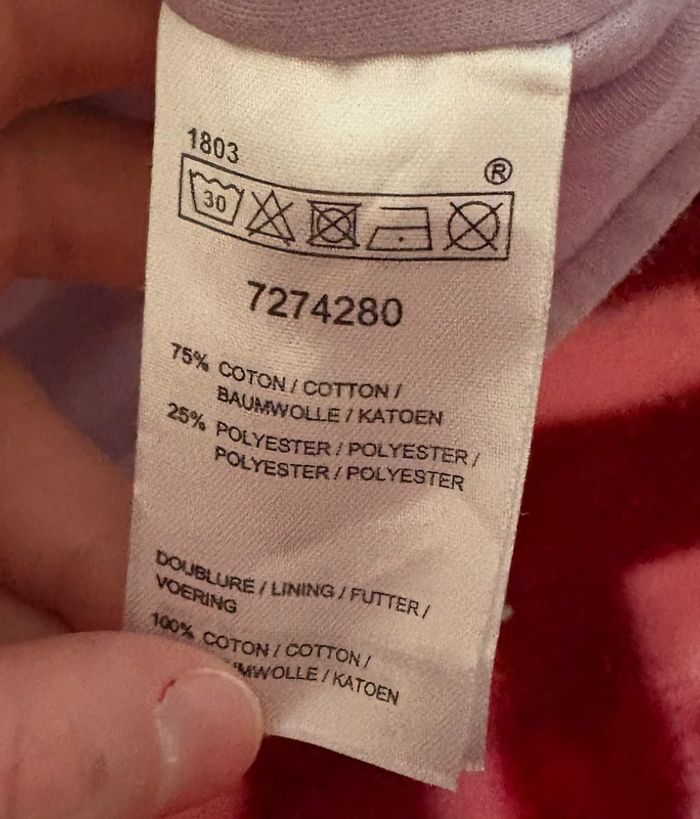 1803
®
30
7274280
75% COTON / COTTON /
BAUMWOLLE / KATOEN
25% POLYESTER / POLYESTER /
POLYESTER / POLYESTER
DOUBLURE / LINING / FUTTER /
VOERING
100% COTON / COTTON /
/ KATOEN